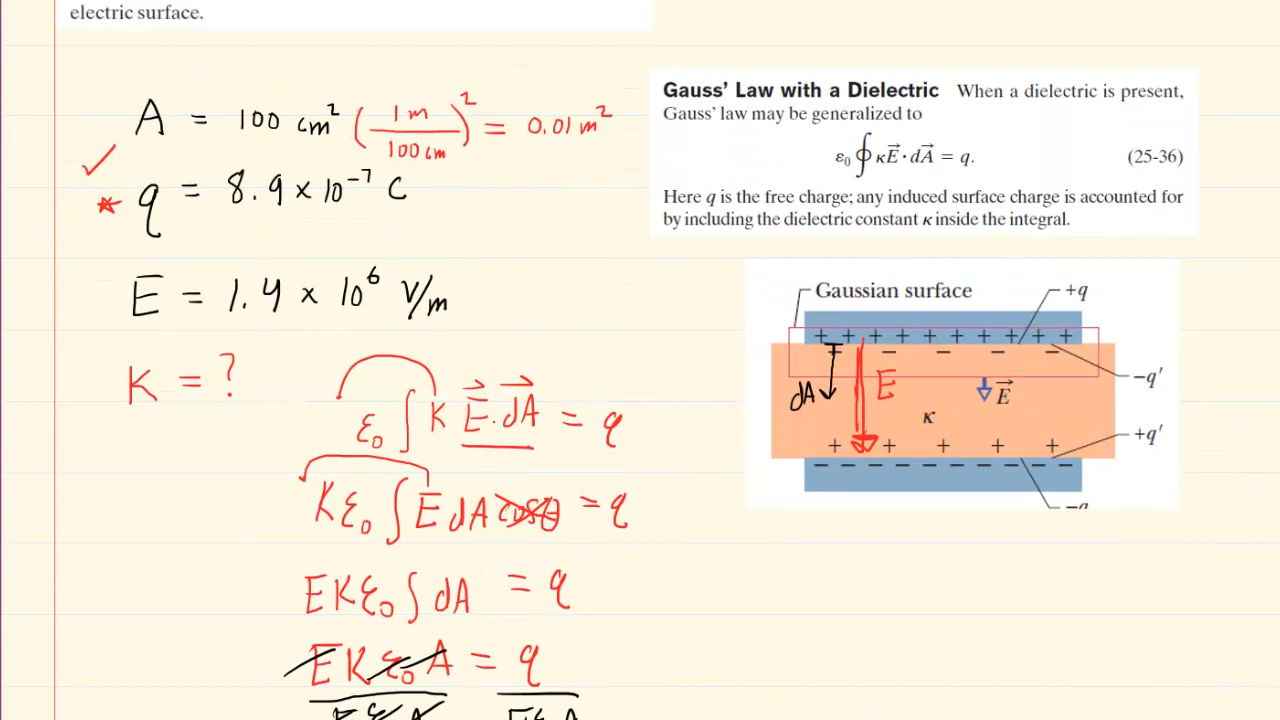 electric surface.
A = 100 cm² (1m / 100 cm)² = 0.01 m²
q = 8.9 × 10⁻⁷ C
E = 1.4 × 10⁶ V/m
K = ?
ε₀ ∫ K E⃗ · dA⃗ = q
Kε₀ ∫ E dA cosθ = q
EKε₀ ∫ dA = q
EKε₀A = q
Gauss' Law with a Dielectric When a dielectric is present,
Gauss' law may be generalized to
ε₀ ∮ κE⃗ · dA⃗ = q. (25-36)
Here q is the free charge; any induced surface charge is accounted for
by including the dielectric constant κ inside the integral.
Gaussian surface +q
+ + + + + + + + + +
− − − − −q′
dA E E⃗
κ
+ + + + + +q′
− − − − − − − − − −
−q